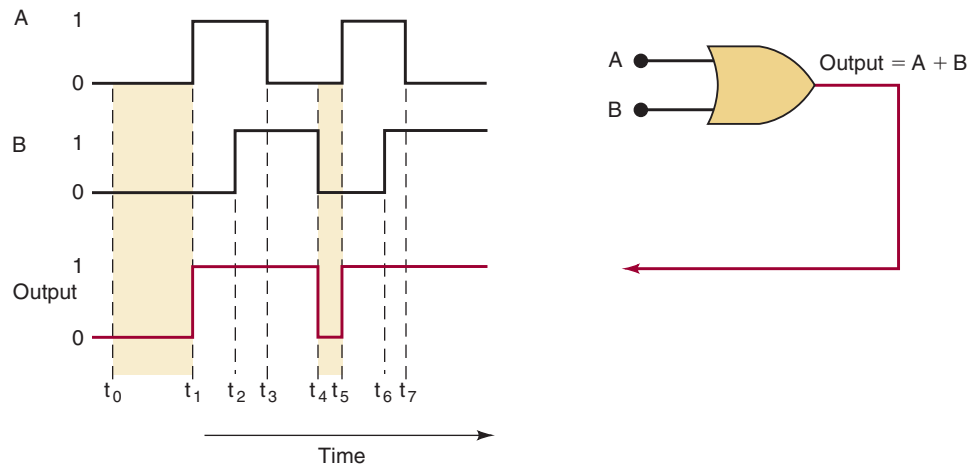 A
1
0
B
1
0
1
Output
0
t0 t1 t2 t3 t4 t5 t6 t7
Time
A
B
Output = A + B